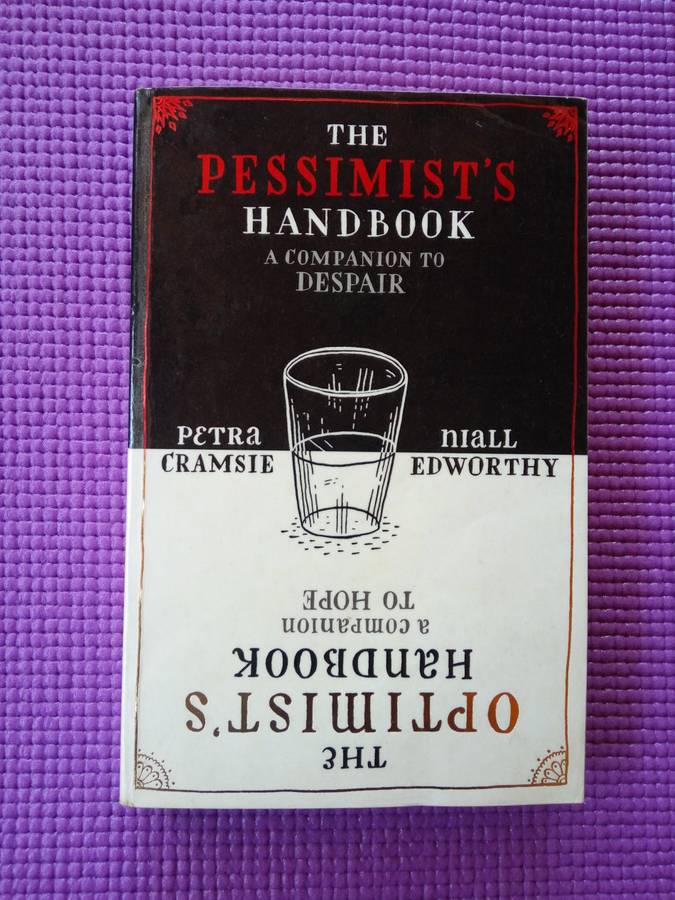 THE
PESSIMIST'S
HANDBOOK
A COMPANION TO
DESPAIR
PETRA
CRAMSIE
NIALL
EDWORTHY
THE
OPTIMIST'S
HANDBOOK
a companion
TO HOPE